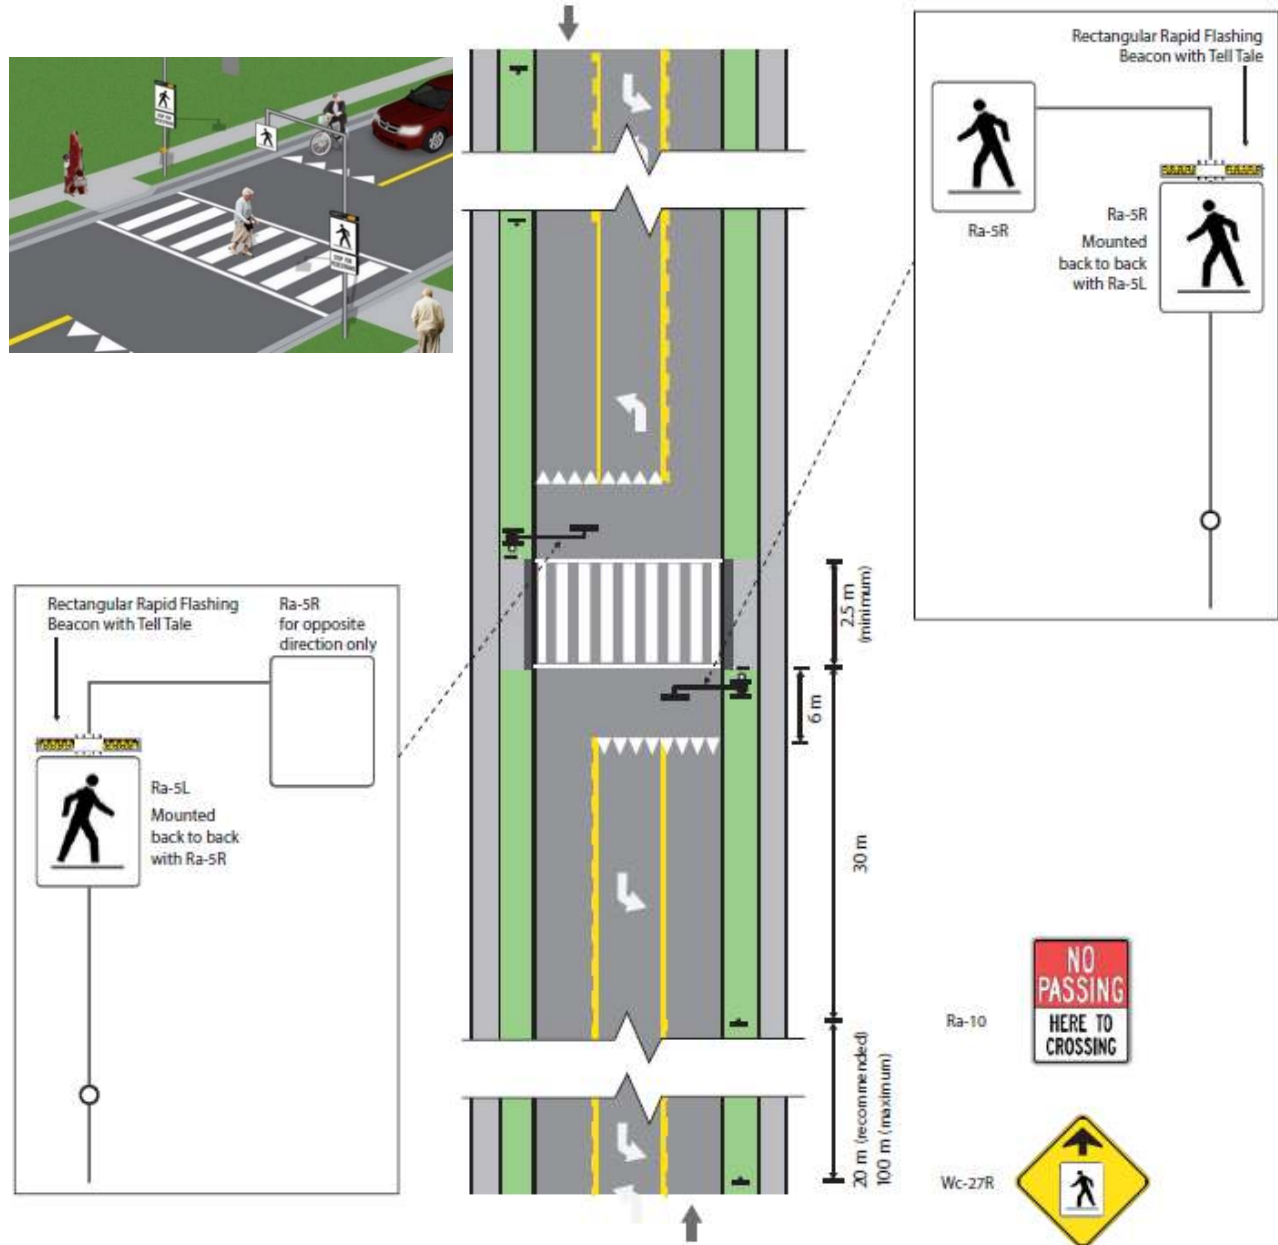 Rectangular Rapid Flashing
Beacon with Tell Tale
Ra-5R
Ra-5R
Mounted
back to back
with Ra-5L
Rectangular Rapid Flashing
Beacon with Tell Tale
Ra-5R
for opposite
direction only
Ra-5L
Mounted
back to back
with Ra-5R
2.5 m
(minimum)
6 m
30 m
20 m (recommended)
100 m (maximum)
Ra-10
NO
PASSING
HERE TO
CROSSING
Wc-27R